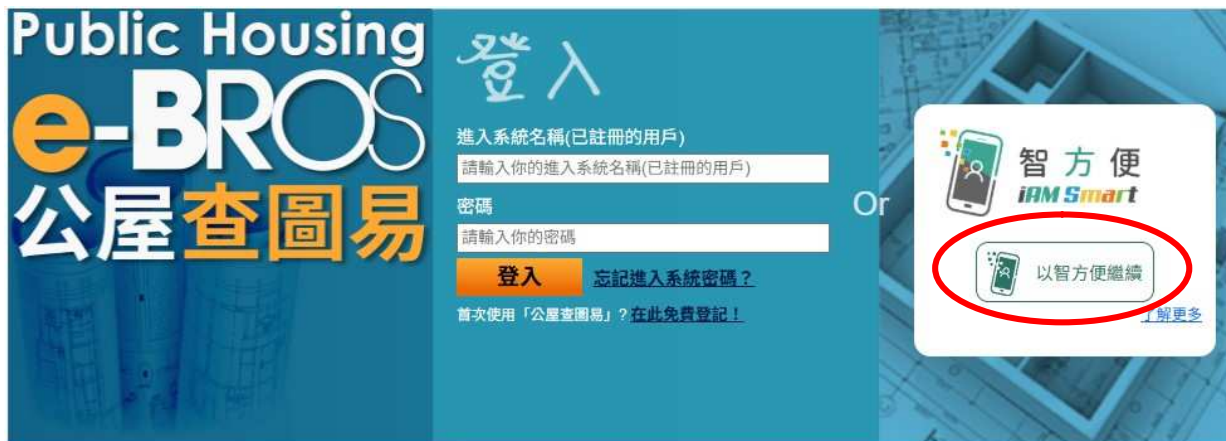 Public Housing
e-BROS
公屋查圖易
登入
進入系統名稱(已註冊的用戶)
請輸入你的進入系統名稱(已註冊的用戶)
密碼
請輸入你的密碼
登入 忘記進入系統密碼？
首次使用「公屋查圖易」? 在此免費登記！
Or
智方便
iAM Smart
以智方便繼續
了解更多